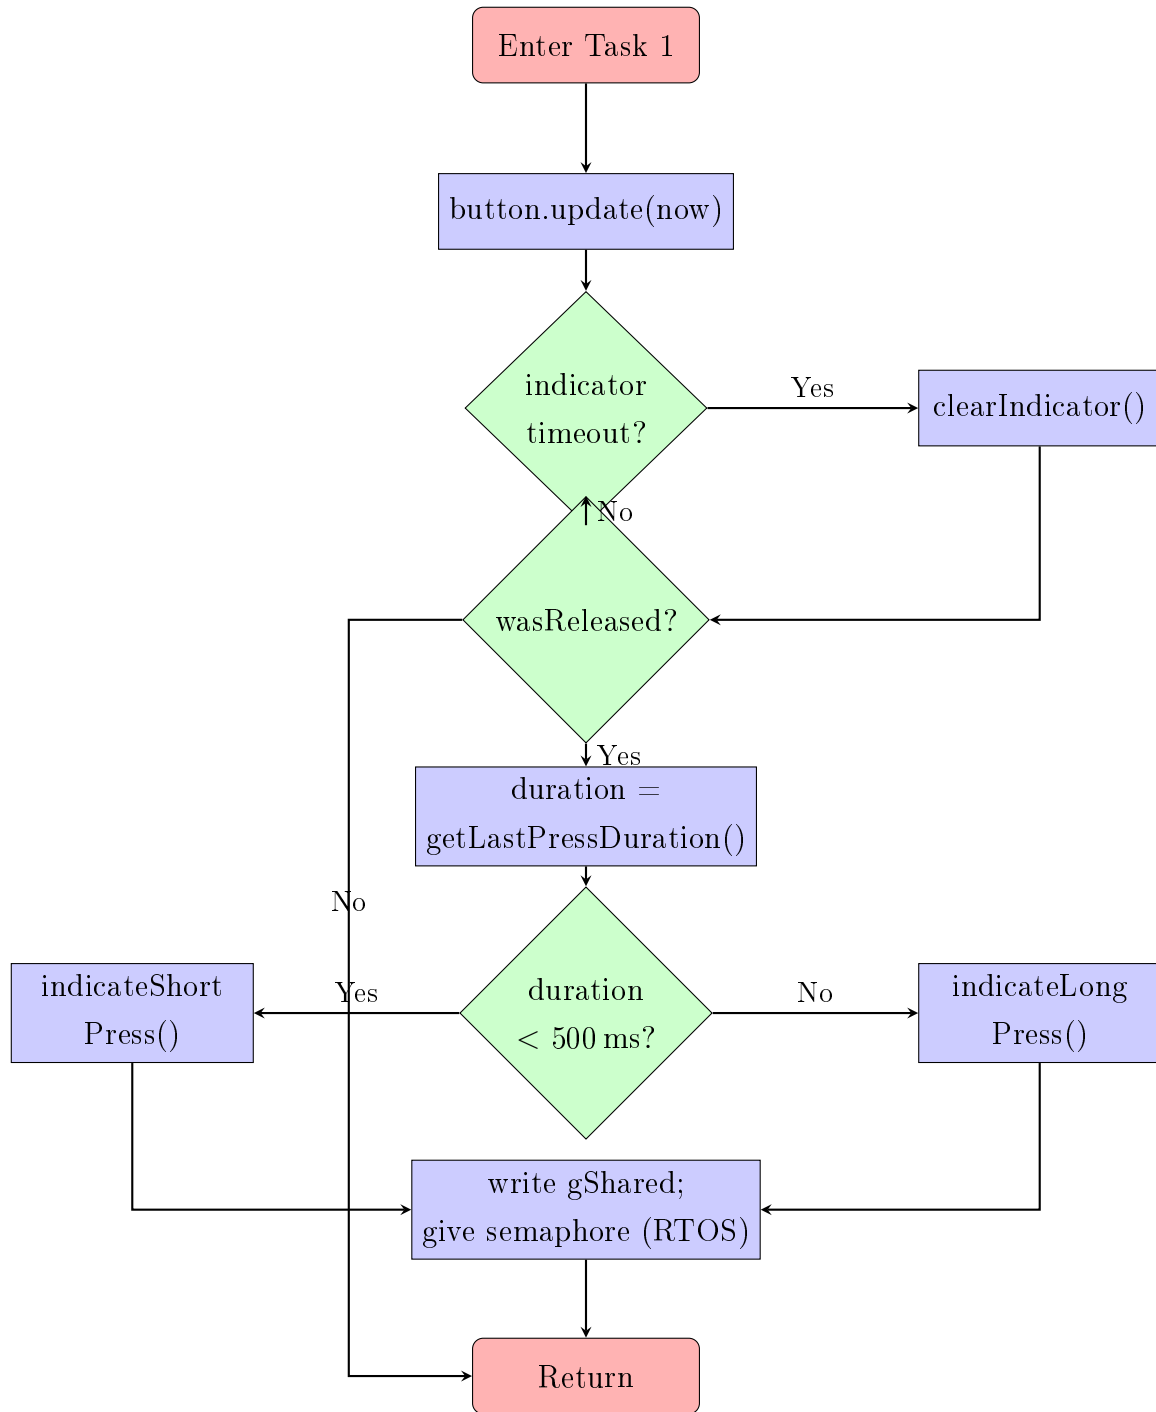 Enter Task 1
button.update(now)
indicator
timeout?
Yes
clearIndicator()
No
wasReleased?
Yes
duration =
getLastPressDuration()
No
indicateShort
Press()
Yes
duration
< 500 ms?
No
indicateLong
Press()
write gShared;
give semaphore (RTOS)
Return